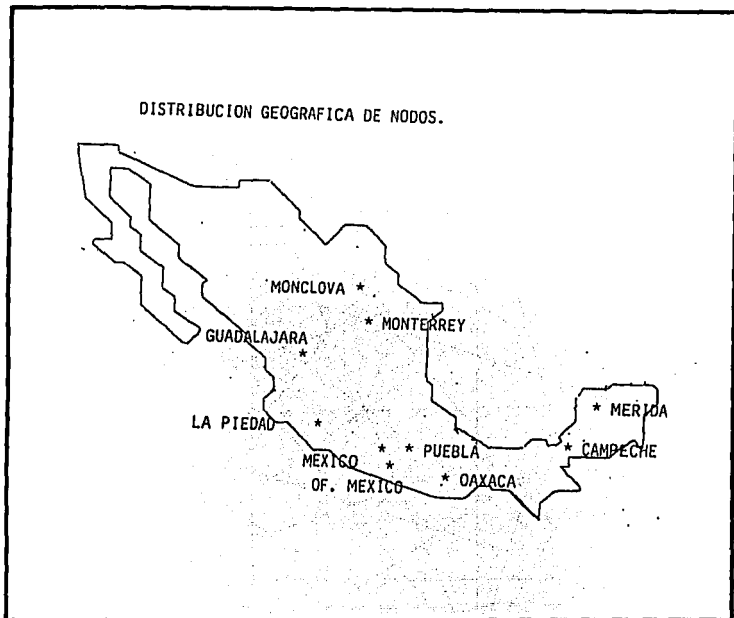 DISTRIBUCION GEOGRAFICA DE NODOS.
MONCLOVA *
* MONTERREY
GUADALAJARA
*
LA PIEDAD *
* MERIDA
MEXICO * * PUEBLA
* CAMPECHE
OF. MEXICO *
* OAXACA